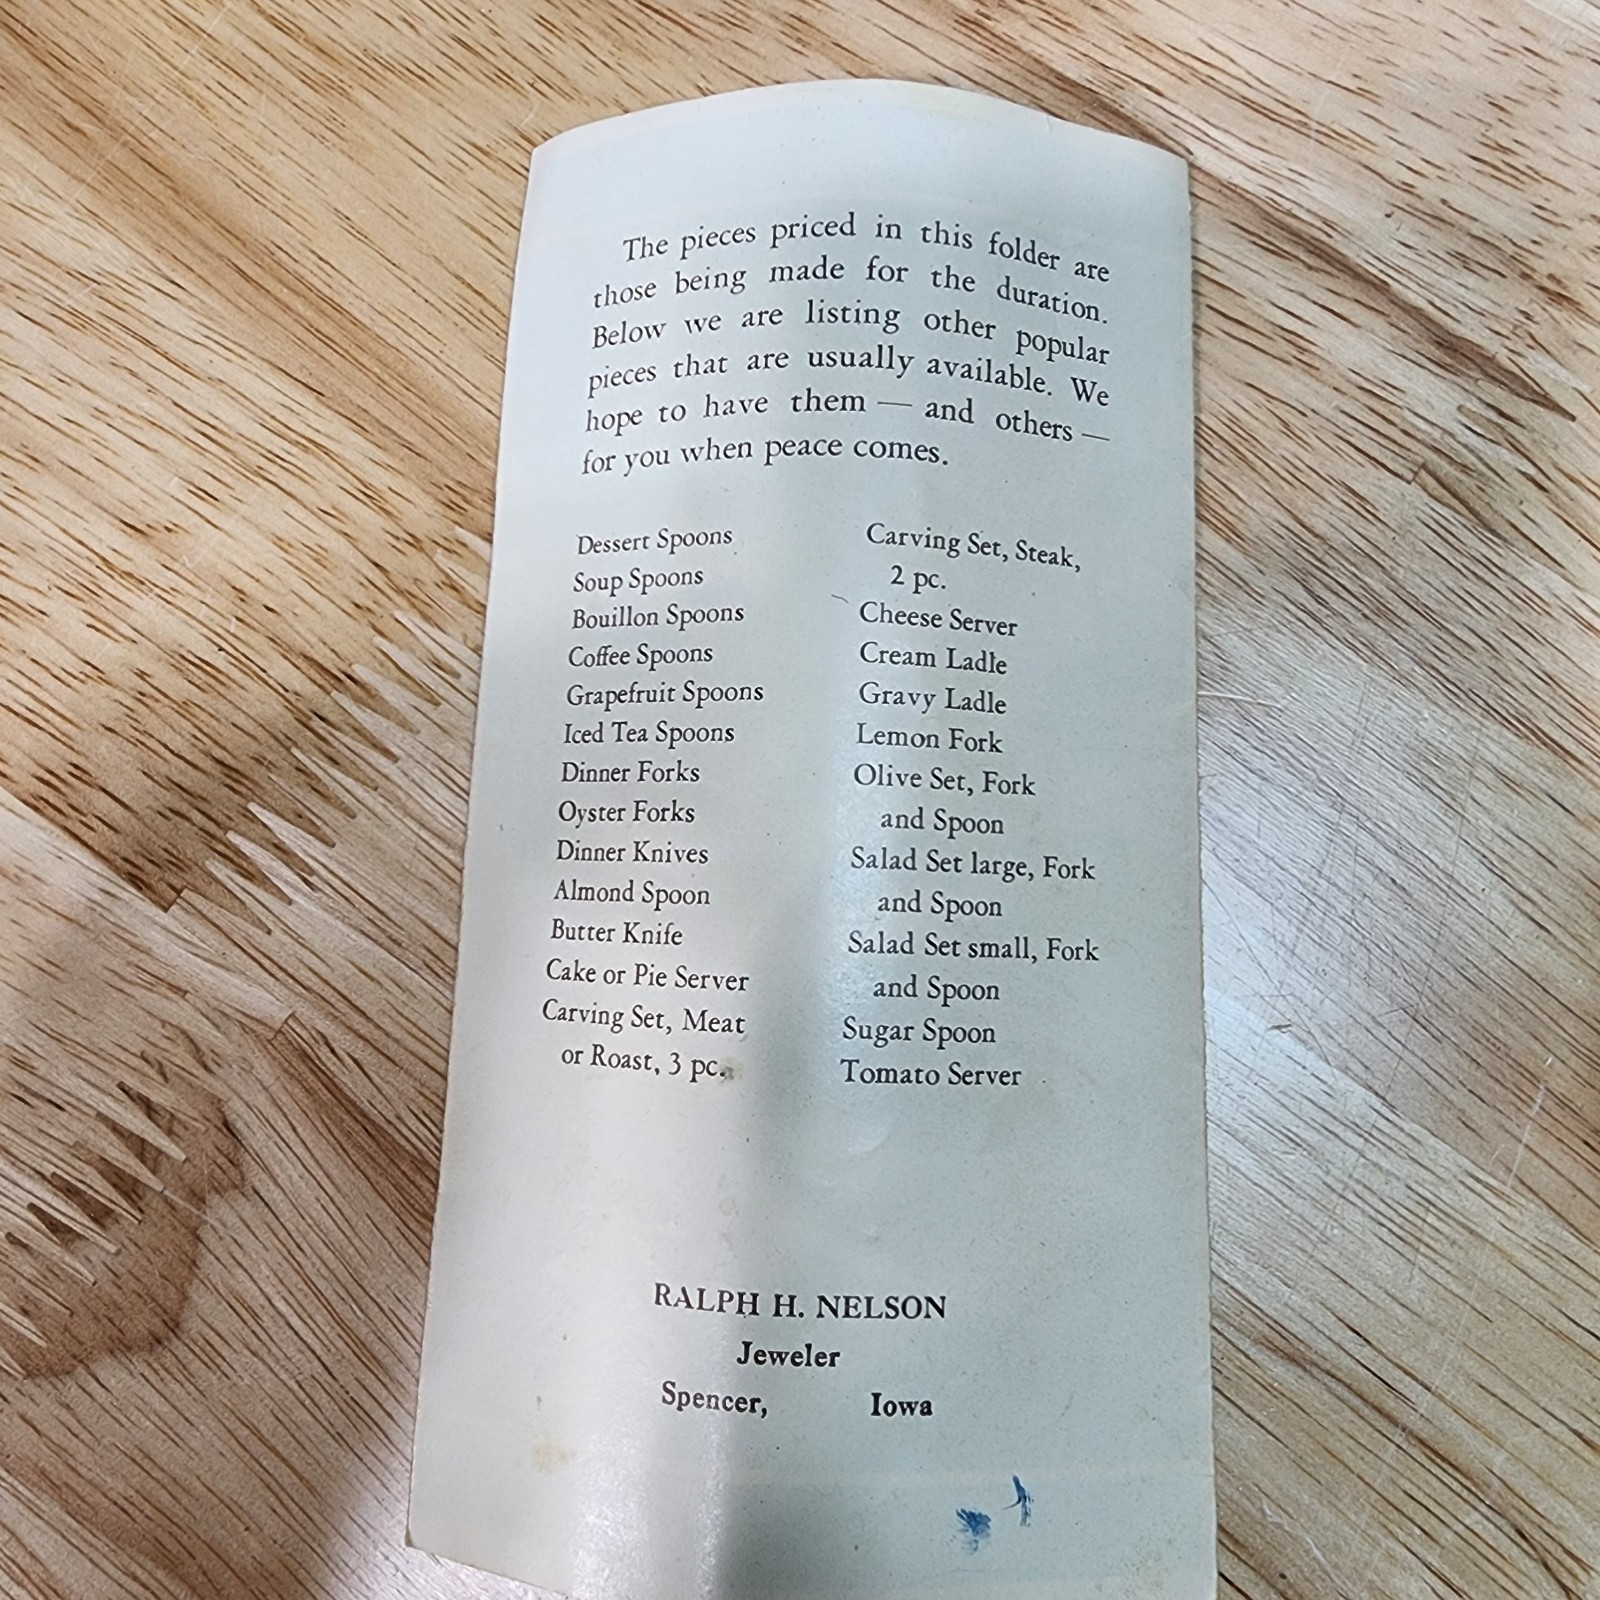 The pieces priced in this folder are
those being made for the duration.
Below we are listing other popular
pieces that are usually available. We
hope to have them — and others —
for you when peace comes.
Dessert Spoons
Soup Spoons
Bouillon Spoons
Coffee Spoons
Grapefruit Spoons
Iced Tea Spoons
Dinner Forks
Oyster Forks
Dinner Knives
Almond Spoon
Butter Knife
Cake or Pie Server
Carving Set, Meat
or Roast, 3 pc.
Carving Set, Steak,
2 pc.
Cheese Server
Cream Ladle
Gravy Ladle
Lemon Fork
Olive Set, Fork
and Spoon
Salad Set large, Fork
and Spoon
Salad Set small, Fork
and Spoon
Sugar Spoon
Tomato Server
RALPH H. NELSON
Jeweler
Spencer, Iowa